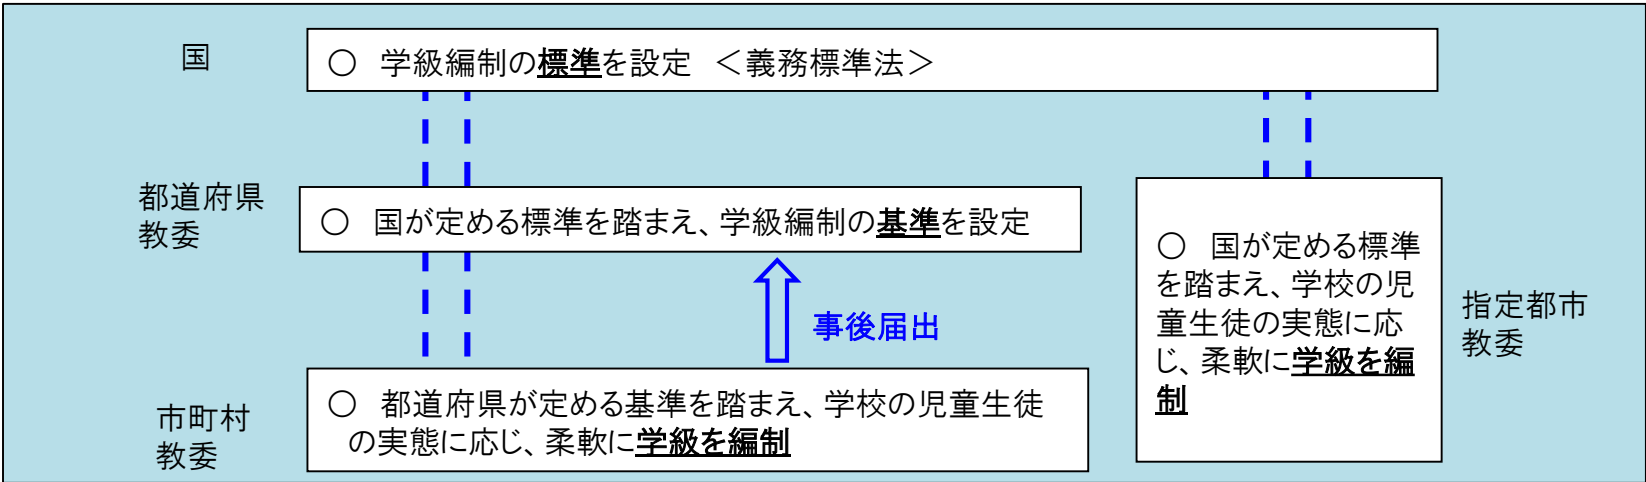 国
○　学級編制の標準を設定　＜義務標準法＞
都道府県
教委
○　国が定める標準を踏まえ、学級編制の基準を設定
事後届出
市町村
教委
○　都道府県が定める基準を踏まえ、学校の児童生徒
の実態に応じ、柔軟に学級を編制
○　国が定める標準
を踏まえ、学校の児
童生徒の実態に応
じ、柔軟に学級を編
制
指定都市
教委